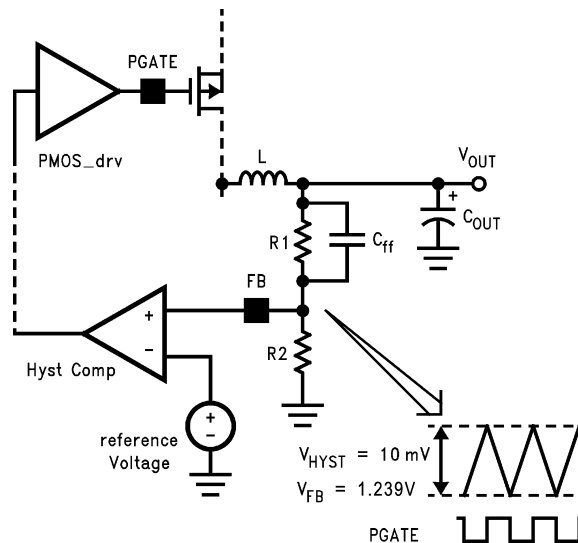 PGATE
PMOS_drv
L
VOUT
+
COUT
R1
Cff
FB
+
−
Hyst Comp
R2
+
−
reference
Voltage
VHYST = 10 mV
VFB = 1.239V
PGATE